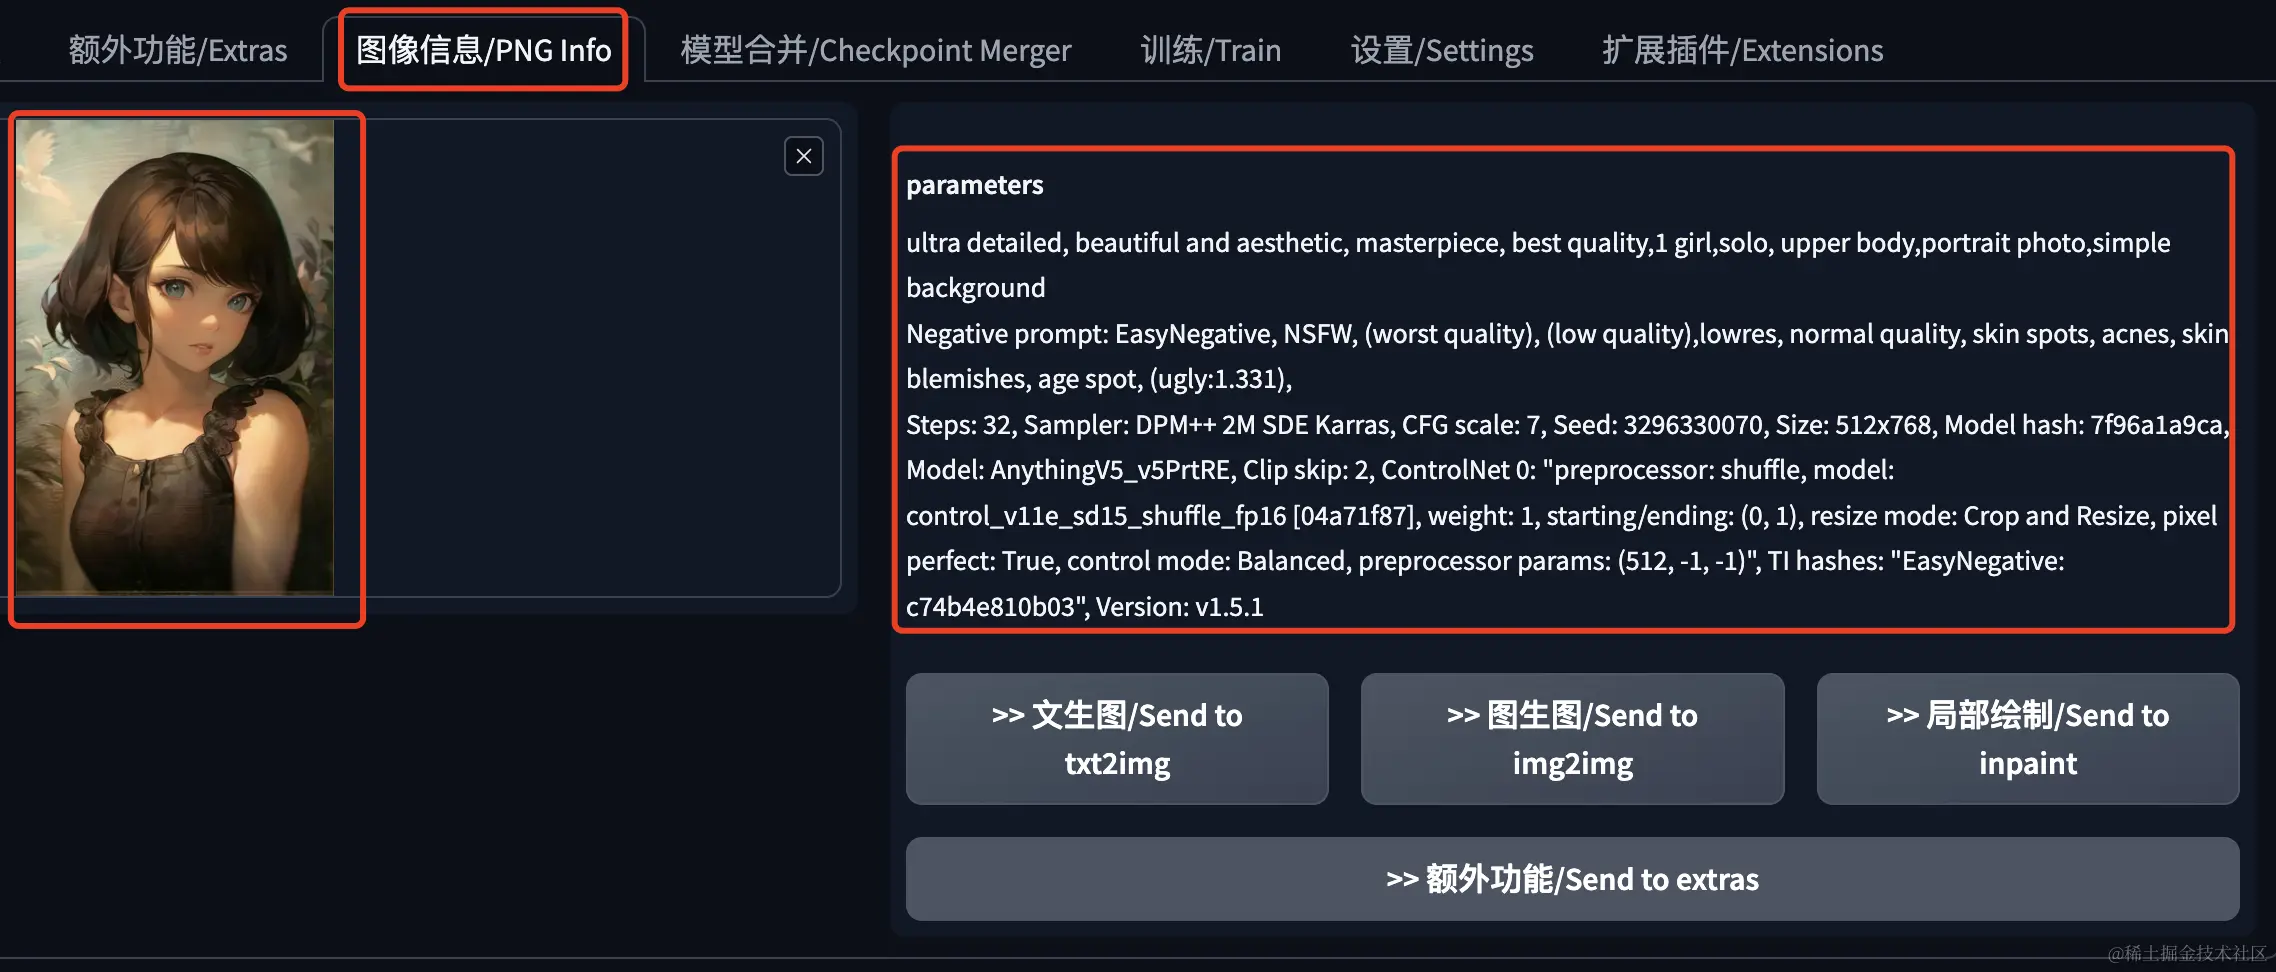 额外功能/Extras
图像信息/PNG Info
模型合并/Checkpoint Merger
训练/Train
设置/Settings
扩展插件/Extensions
parameters
ultra detailed, beautiful and aesthetic, masterpiece, best quality,1 girl,solo, upper body,portrait photo,simple
background
Negative prompt: EasyNegative, NSFW, (worst quality), (low quality),lowres, normal quality, skin spots, acnes, skin
blemishes, age spot, (ugly:1.331),
Steps: 32, Sampler: DPM++ 2M SDE Karras, CFG scale: 7, Seed: 3296330070, Size: 512x768, Model hash: 7f96a1a9ca,
Model: AnythingV5_v5PrtRE, Clip skip: 2, ControlNet 0: "preprocessor: shuffle, model:
control_v11e_sd15_shuffle_fp16 [04a71f87], weight: 1, starting/ending: (0, 1), resize mode: Crop and Resize, pixel
perfect: True, control mode: Balanced, preprocessor params: (512, -1, -1)", TI hashes: "EasyNegative:
c74b4e810b03", Version: v1.5.1
>> 文生图/Send to
txt2img
>> 图生图/Send to
img2img
>> 局部绘制/Send to
inpaint
>> 额外功能/Send to extras
@稀土掘金技术社区